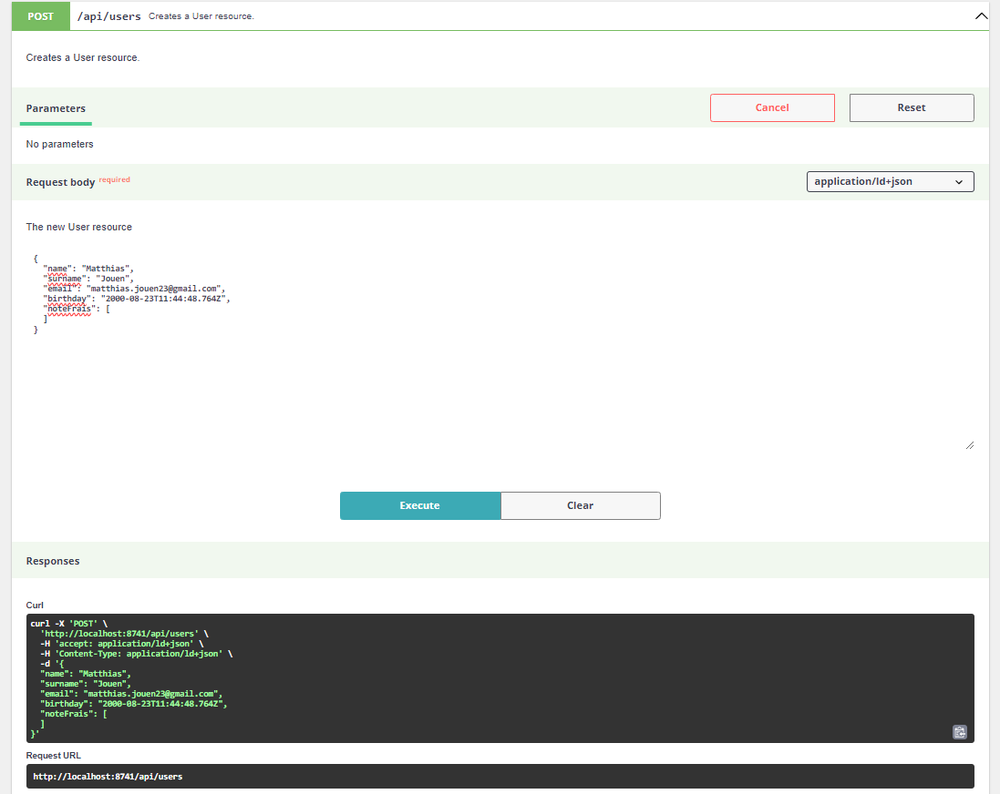 POST /api/users Creates a User resource.
Creates a User resource.
Parameters Cancel Reset
No parameters
Request body required application/ld+json
The new User resource
{
"name": "Matthias",
"surname": "Jouen",
"email": "matthias.jouen23@gmail.com",
"birthday": "2000-08-23T11:44:48.764Z",
"noteFrais": [
]
}
Execute Clear
Responses
Curl
curl -X 'POST' \
'http://localhost:8741/api/users' \
-H 'accept: application/ld+json' \
-H 'Content-Type: application/ld+json' \
-d '{
"name": "Matthias",
"surname": "Jouen",
"email": "matthias.jouen23@gmail.com",
"birthday": "2000-08-23T11:44:48.764Z",
"noteFrais": [
]
}'
Request URL
http://localhost:8741/api/users